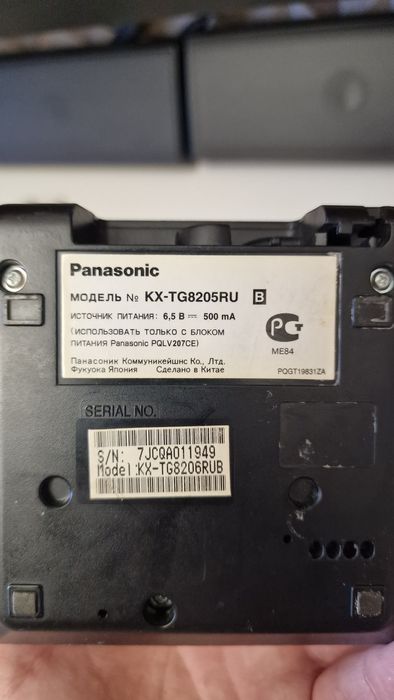 Panasonic
МОДЕЛЬ № KX-TG8205RU B
ИСТОЧНИК ПИТАНИЯ: 6,5 В 500 mA
(ИСПОЛЬЗОВАТЬ ТОЛЬКО С БЛОКОМ
ПИТАНИЯ Panasonic PQLV207CE)
РСТ
ME84
Панасоник Коммуникейшнс Ко., Лтд.
Фукуока Япония Сделано в Китае
PQGT19831ZA
SERIAL NO.
S/N: 7JCQA011949
Model:KX-TG8206RUB